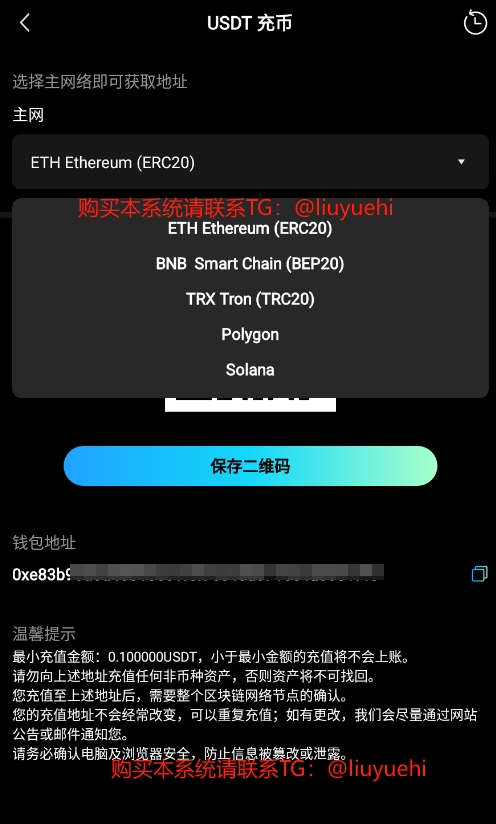 USDT 充币
选择主网络即可获取地址
主网
ETH Ethereum (ERC20)
购买本系统请联系TG：@liuyuehi
ETH Ethereum (ERC20)
BNB Smart Chain (BEP20)
TRX Tron (TRC20)
Polygon
Solana
保存二维码
钱包地址
0xe83b9
温馨提示
最小充值金额：0.100000USDT，小于最小金额的充值将不会上账。
请勿向上述地址充值任何非币种资产，否则资产将不可找回。
您充值至上述地址后，需要整个区块链网络节点的确认。
您的充值地址不会经常改变，可以重复充值；如有更改，我们会尽量通过网站
公告或邮件通知您。
请务必确认电脑及浏览器安全，防止信息被篡改或泄露。
购买本系统请联系TG：@liuyuehi